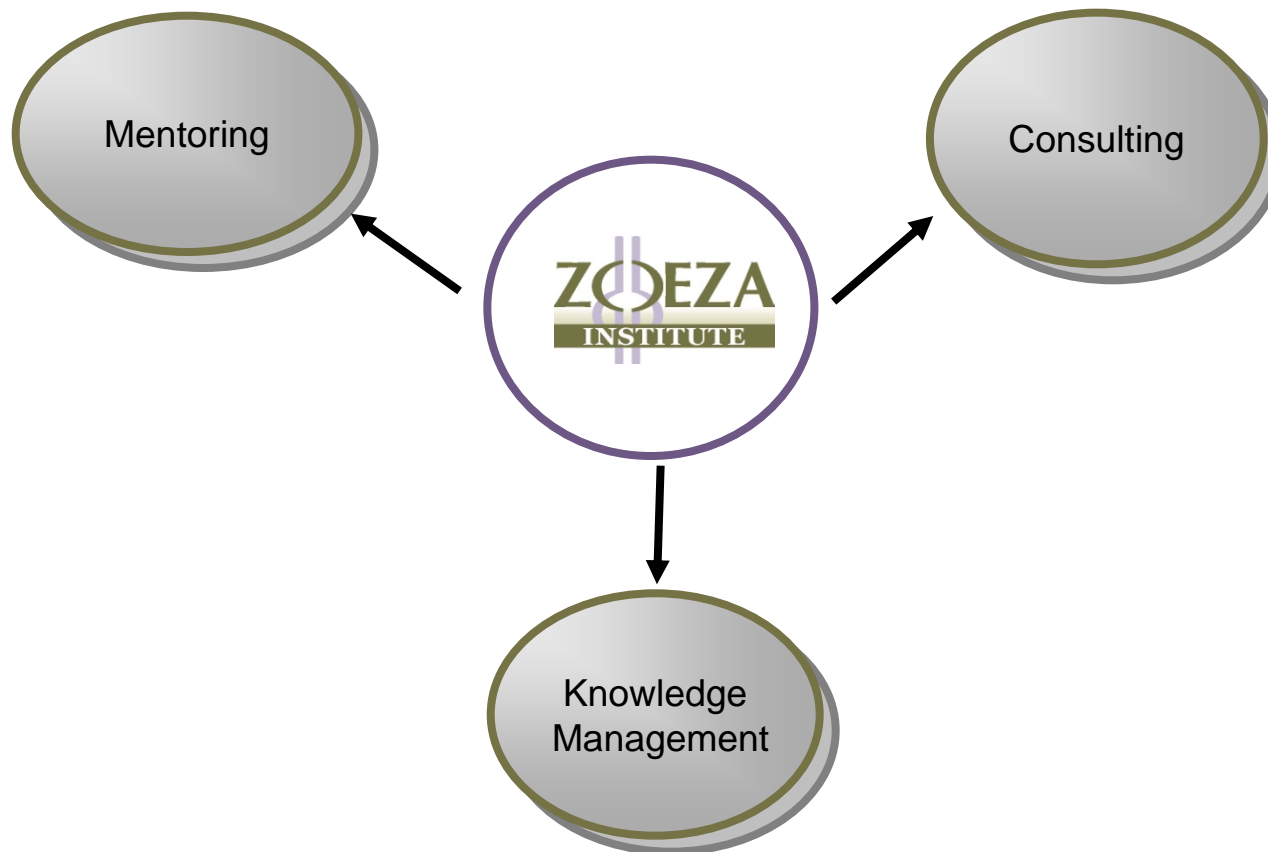 Mentoring
Consulting
ZOEZA
INSTITUTE
Knowledge
Management